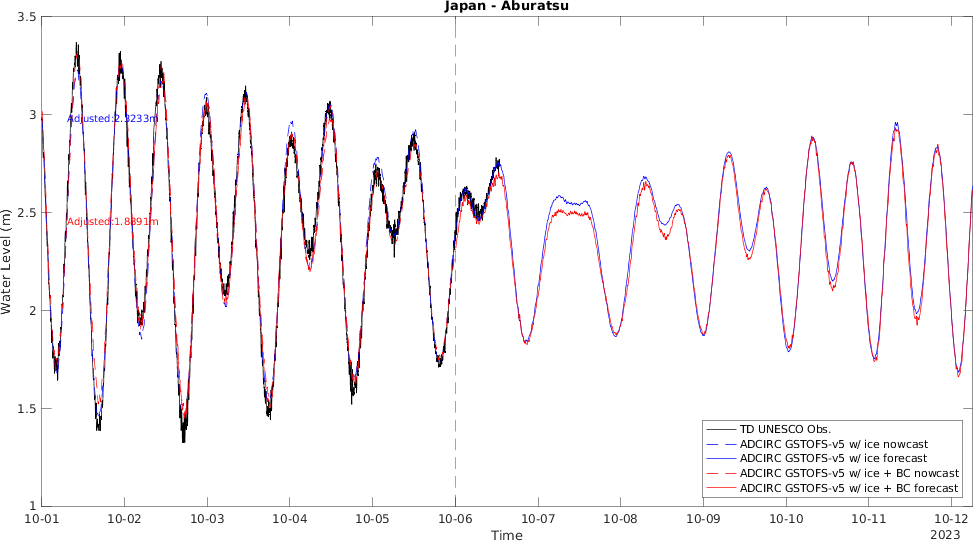 Japan - Aburatsu
3.5
3
2.5
2
1.5
1
Water Level (m)
Adjusted:2.3233m
Adjusted:1.8891m
TD UNESCO Obs.
ADCIRC GSTOFS-v5 w/ ice nowcast
ADCIRC GSTOFS-v5 w/ ice forecast
ADCIRC GSTOFS-v5 w/ ice + BC nowcast
ADCIRC GSTOFS-v5 w/ ice + BC forecast
10-01 10-02 10-03 10-04 10-05 10-06 10-07 10-08 10-09 10-10 10-11 10-12
Time
2023